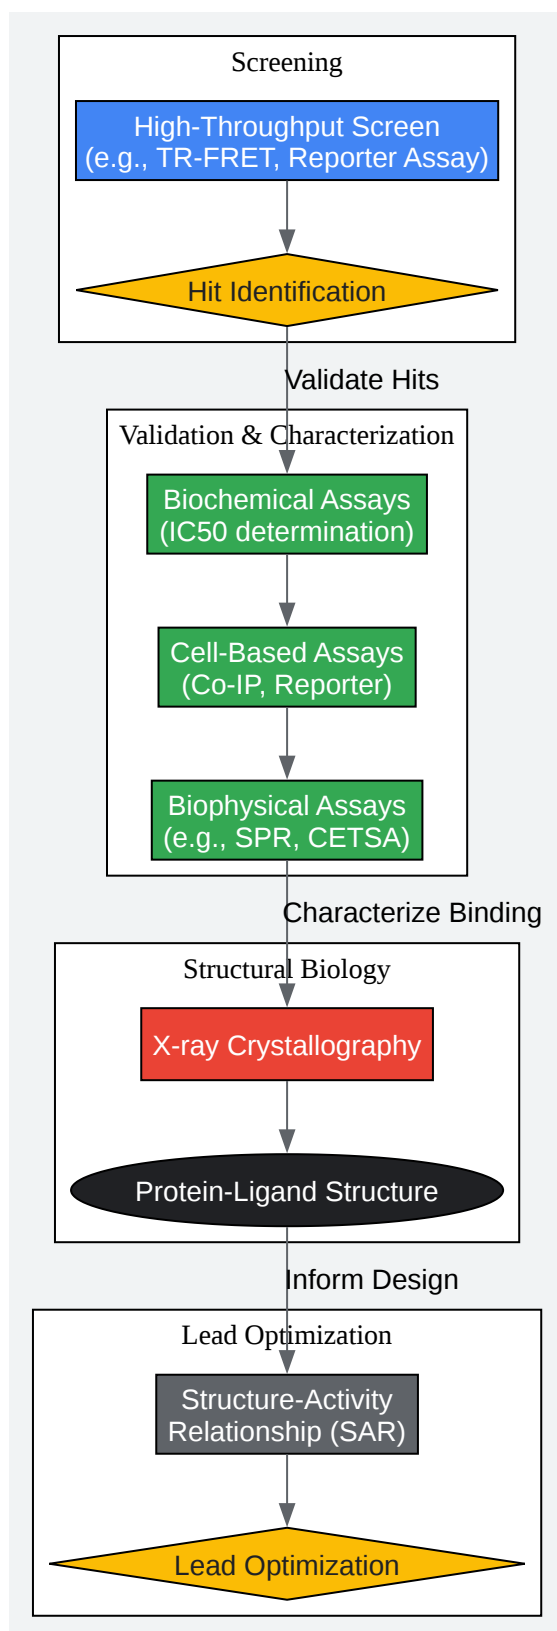 Screening
High-Throughput Screen
(e.g., TR-FRET, Reporter Assay)
Hit Identification
Validate Hits
Validation & Characterization
Biochemical Assays
(IC50 determination)
Cell-Based Assays
(Co-IP, Reporter)
Biophysical Assays
(e.g., SPR, CETSA)
Characterize Binding
Structural Biology
X-ray Crystallography
Protein-Ligand Structure
Inform Design
Lead Optimization
Structure-Activity
Relationship (SAR)
Lead Optimization